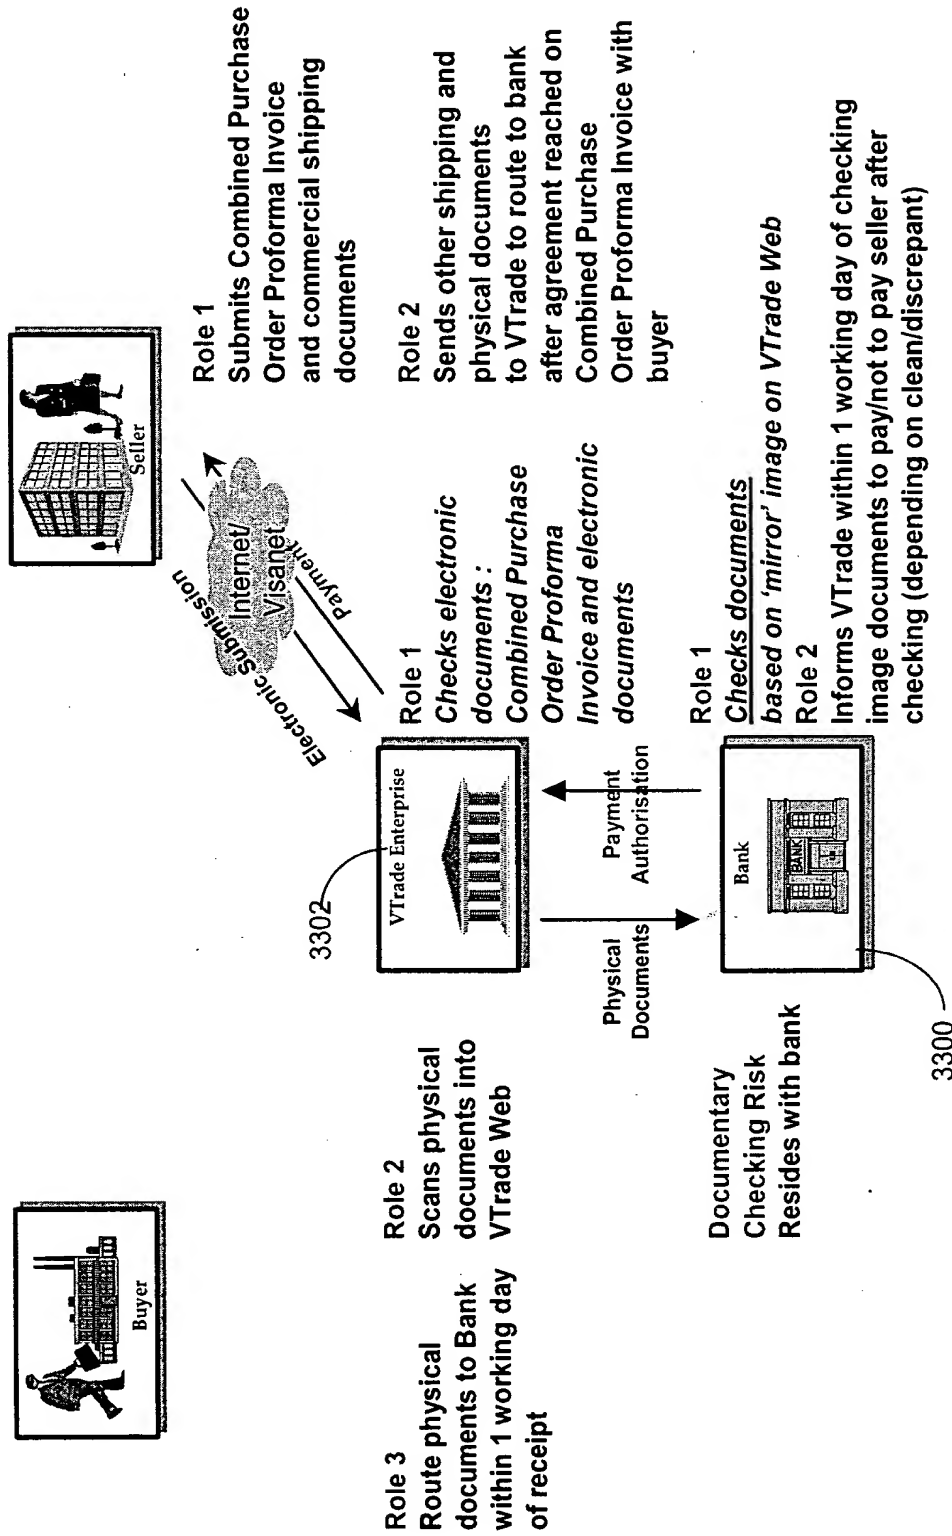 Buyer
Seller
Role 1
Submits Combined Purchase
Order Proforma Invoice
and commercial shipping
documents
Electronic Submission
Internet/
Visanet
Payment
Role 2
Sends other shipping and
physical documents
to VTrade to route to bank
after agreement reached on
Combined Purchase
Order Proforma Invoice with
buyer
3302
VTrade Enterprise
Role 1
Checks electronic
documents :
Combined Purchase
Order Proforma
Invoice and electronic
documents
Role 2
Scans physical
documents into
VTrade Web
Role 3
Route physical
documents to Bank
within 1 working day
of receipt
Physical
Documents
Payment
Authorisation
Bank
BANK
3300
Documentary
Checking Risk
Resides with bank
Role 1
Checks documents
based on ‘mirror’ image on VTrade Web
Role 2
Informs VTrade within 1 working day of checking
image documents to pay/not to pay seller after
checking (depending on clean/discrepant)